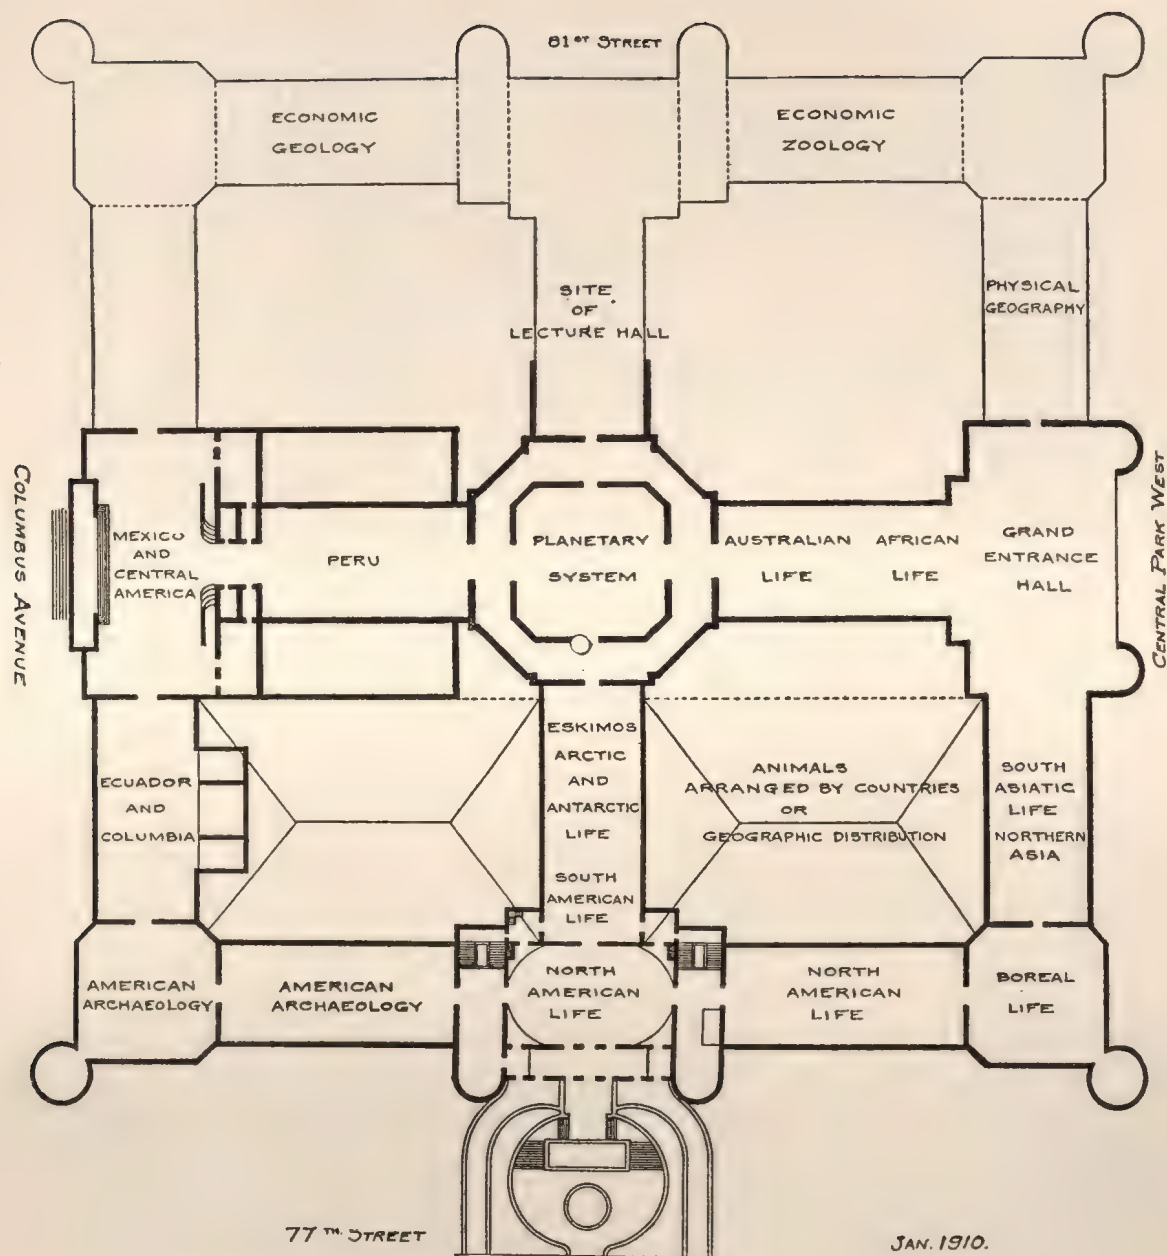 81ST STREET
ECONOMIC
GEOLOGY
ECONOMIC
ZOOLOGY
SITE
OF
LECTURE HALL
PHYSICAL
GEOGRAPHY
COLUMBUS AVENUE
MEXICO
AND
CENTRAL
AMERICA
PERU
PLANETARY
SYSTEM
AUSTRALIAN
LIFE
AFRICAN
LIFE
GRAND
ENTRANCE
HALL
CENTRAL PARK WEST
ECUADOR
AND
COLUMBIA
ESKIMOS
ARCTIC
AND
ANTARCTIC
LIFE
SOUTH
AMERICAN
LIFE
ANIMALS
ARRANGED BY COUNTRIES
OR
GEOGRAPHIC DISTRIBUTION
SOUTH
ASIATIC
LIFE
NORTHERN
ASIA
AMERICAN
ARCHAEOLOGY
AMERICAN
ARCHAEOLOGY
NORTH
AMERICAN
LIFE
NORTH
AMERICAN
LIFE
BOREAL
LIFE
77TH. STREET
JAN. 1910.